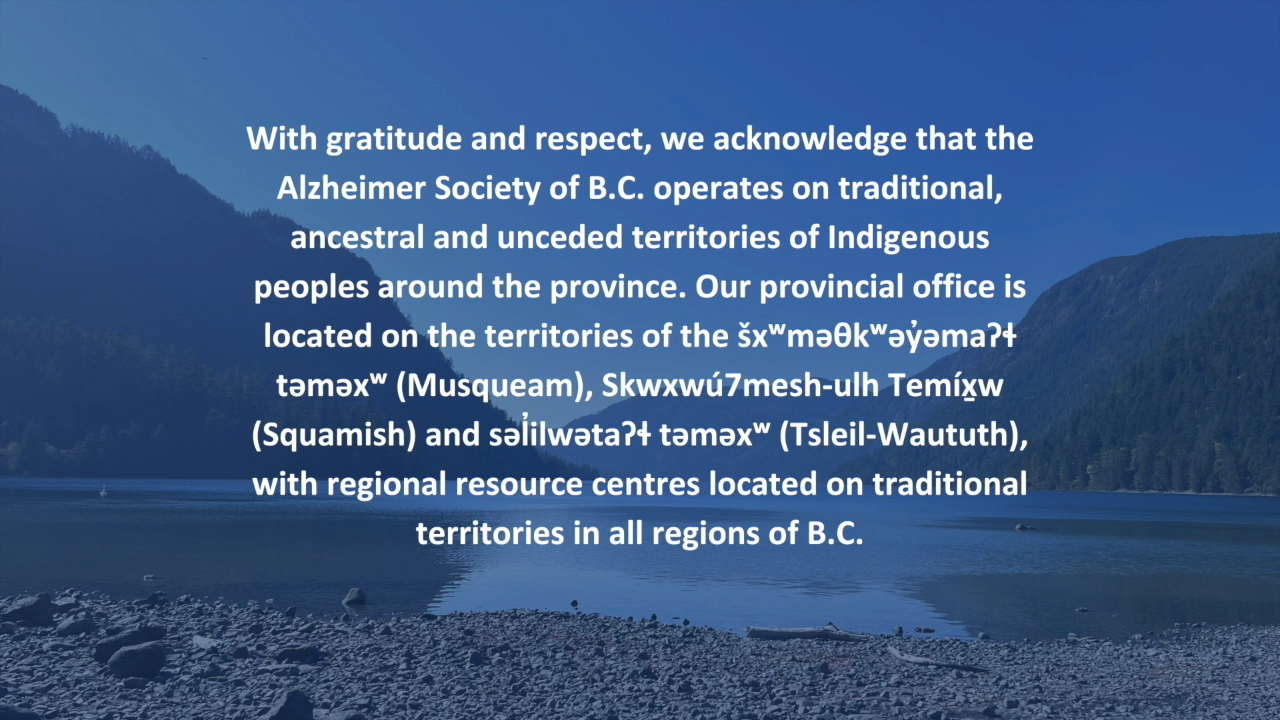 With gratitude and respect, we acknowledge that the
Alzheimer Society of B.C. operates on traditional,
ancestral and unceded territories of Indigenous
peoples around the province. Our provincial office is
located on the territories of the šxʷməθkʷəy̓əmaʔɬ
təməxʷ (Musqueam), Skwxwú7mesh-ulh Temíx̱w
(Squamish) and səl̓ilwətaʔɬ təməxʷ (Tsleil-Waututh),
with regional resource centres located on traditional
territories in all regions of B.C.